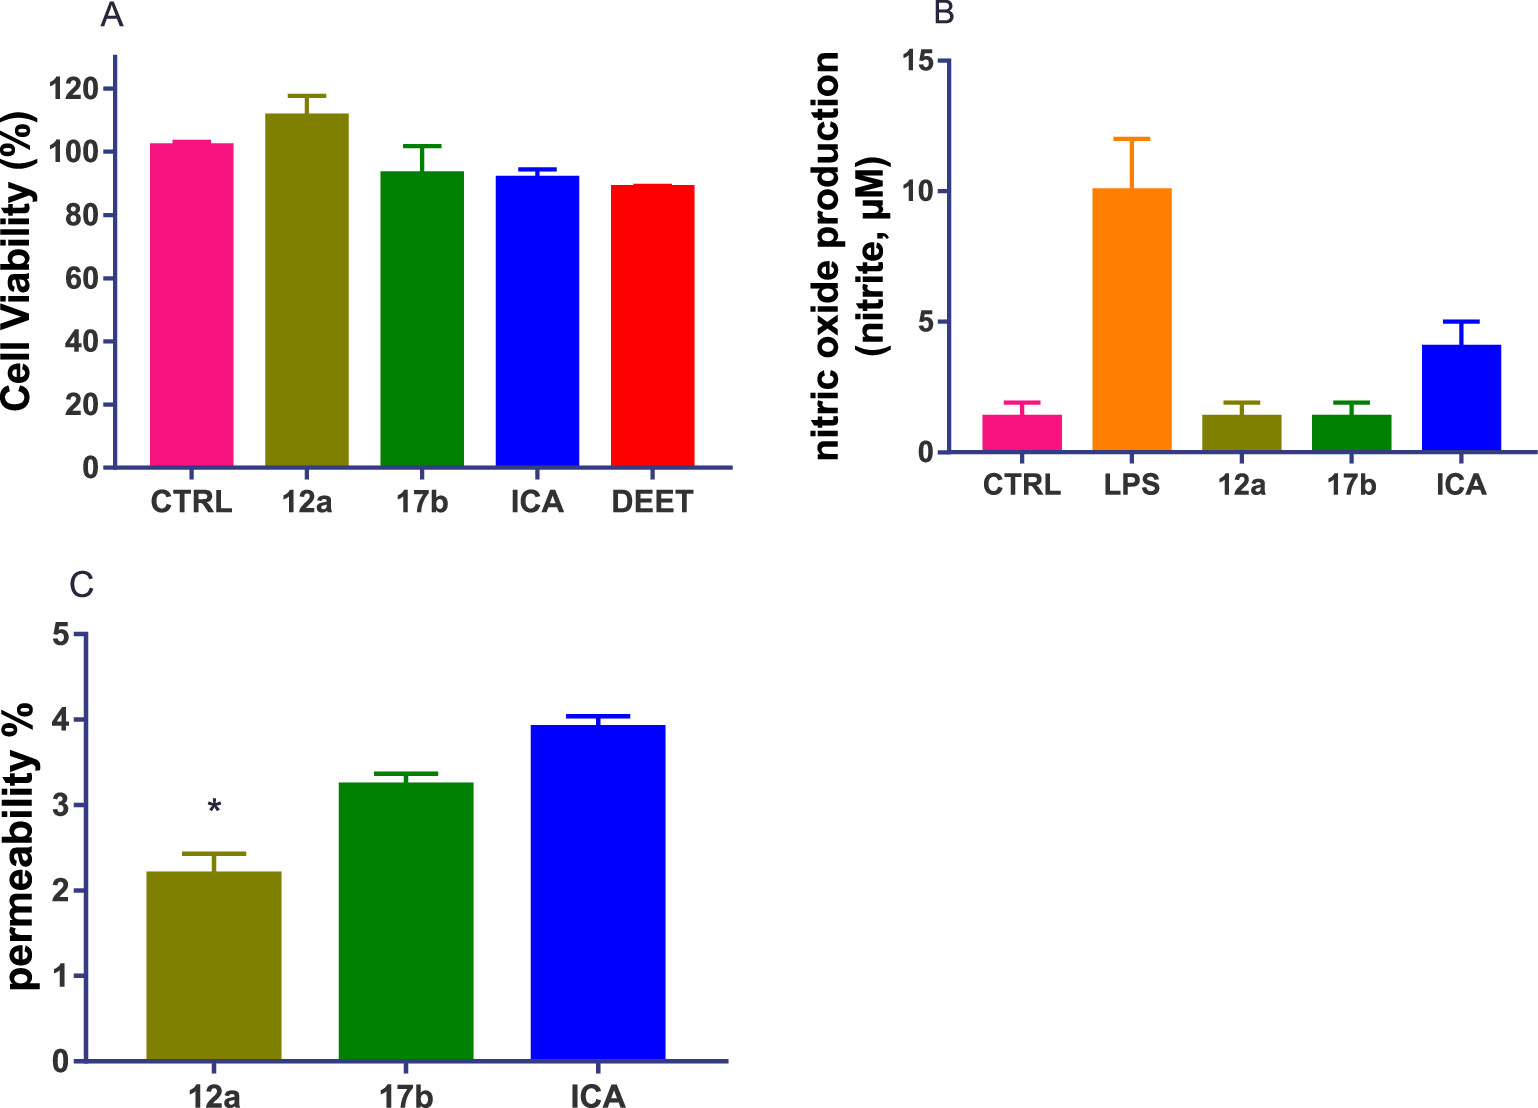 A
Cell Viability (%)
120
100
80
60
40
20
0
CTRL 12a 17b ICA DEET
B
nitric oxide production
(nitrite, µM)
15
10
5
0
CTRL LPS 12a 17b ICA
C
permeability %
5
4
3
2
1
0
*
12a 17b ICA